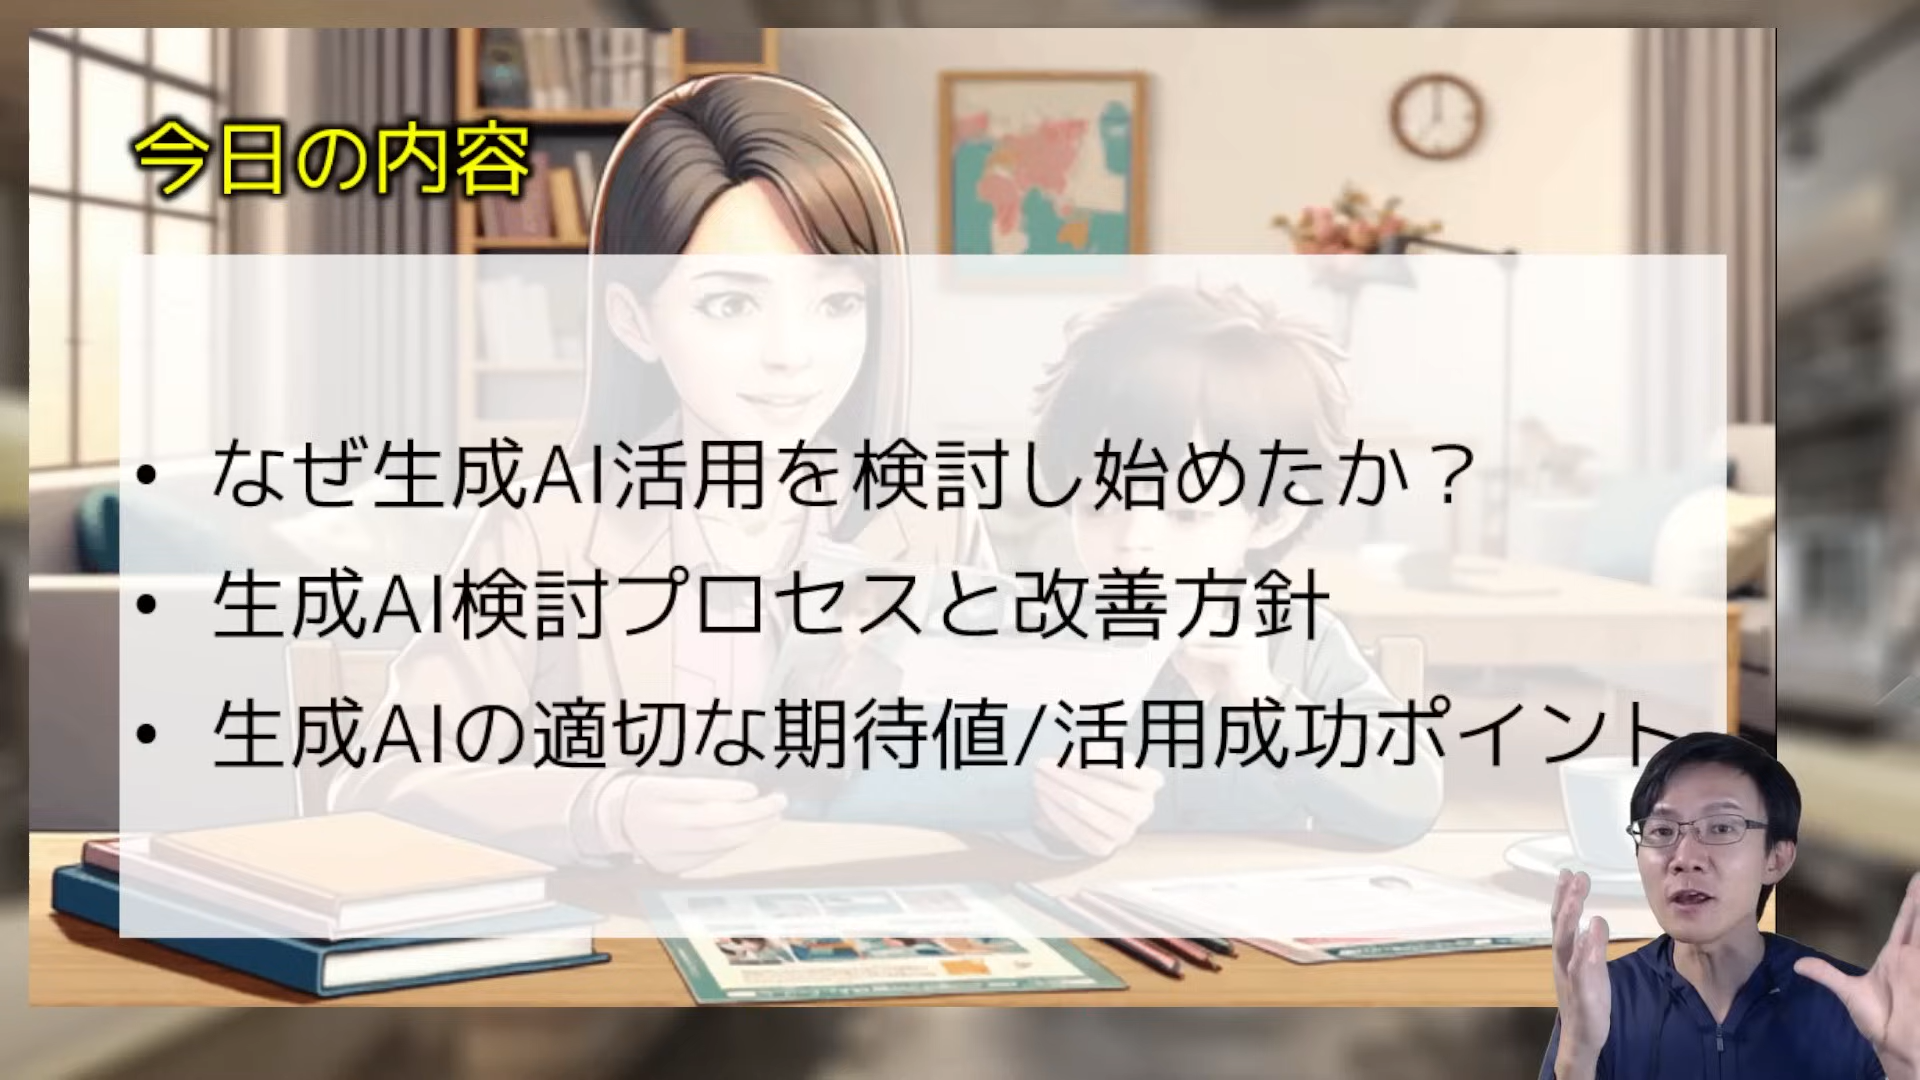 今日の内容
• なぜ生成AI活用を検討し始めたか？
• 生成AI検討プロセスと改善方針
• 生成AIの適切な期待値/活用成功ポイント